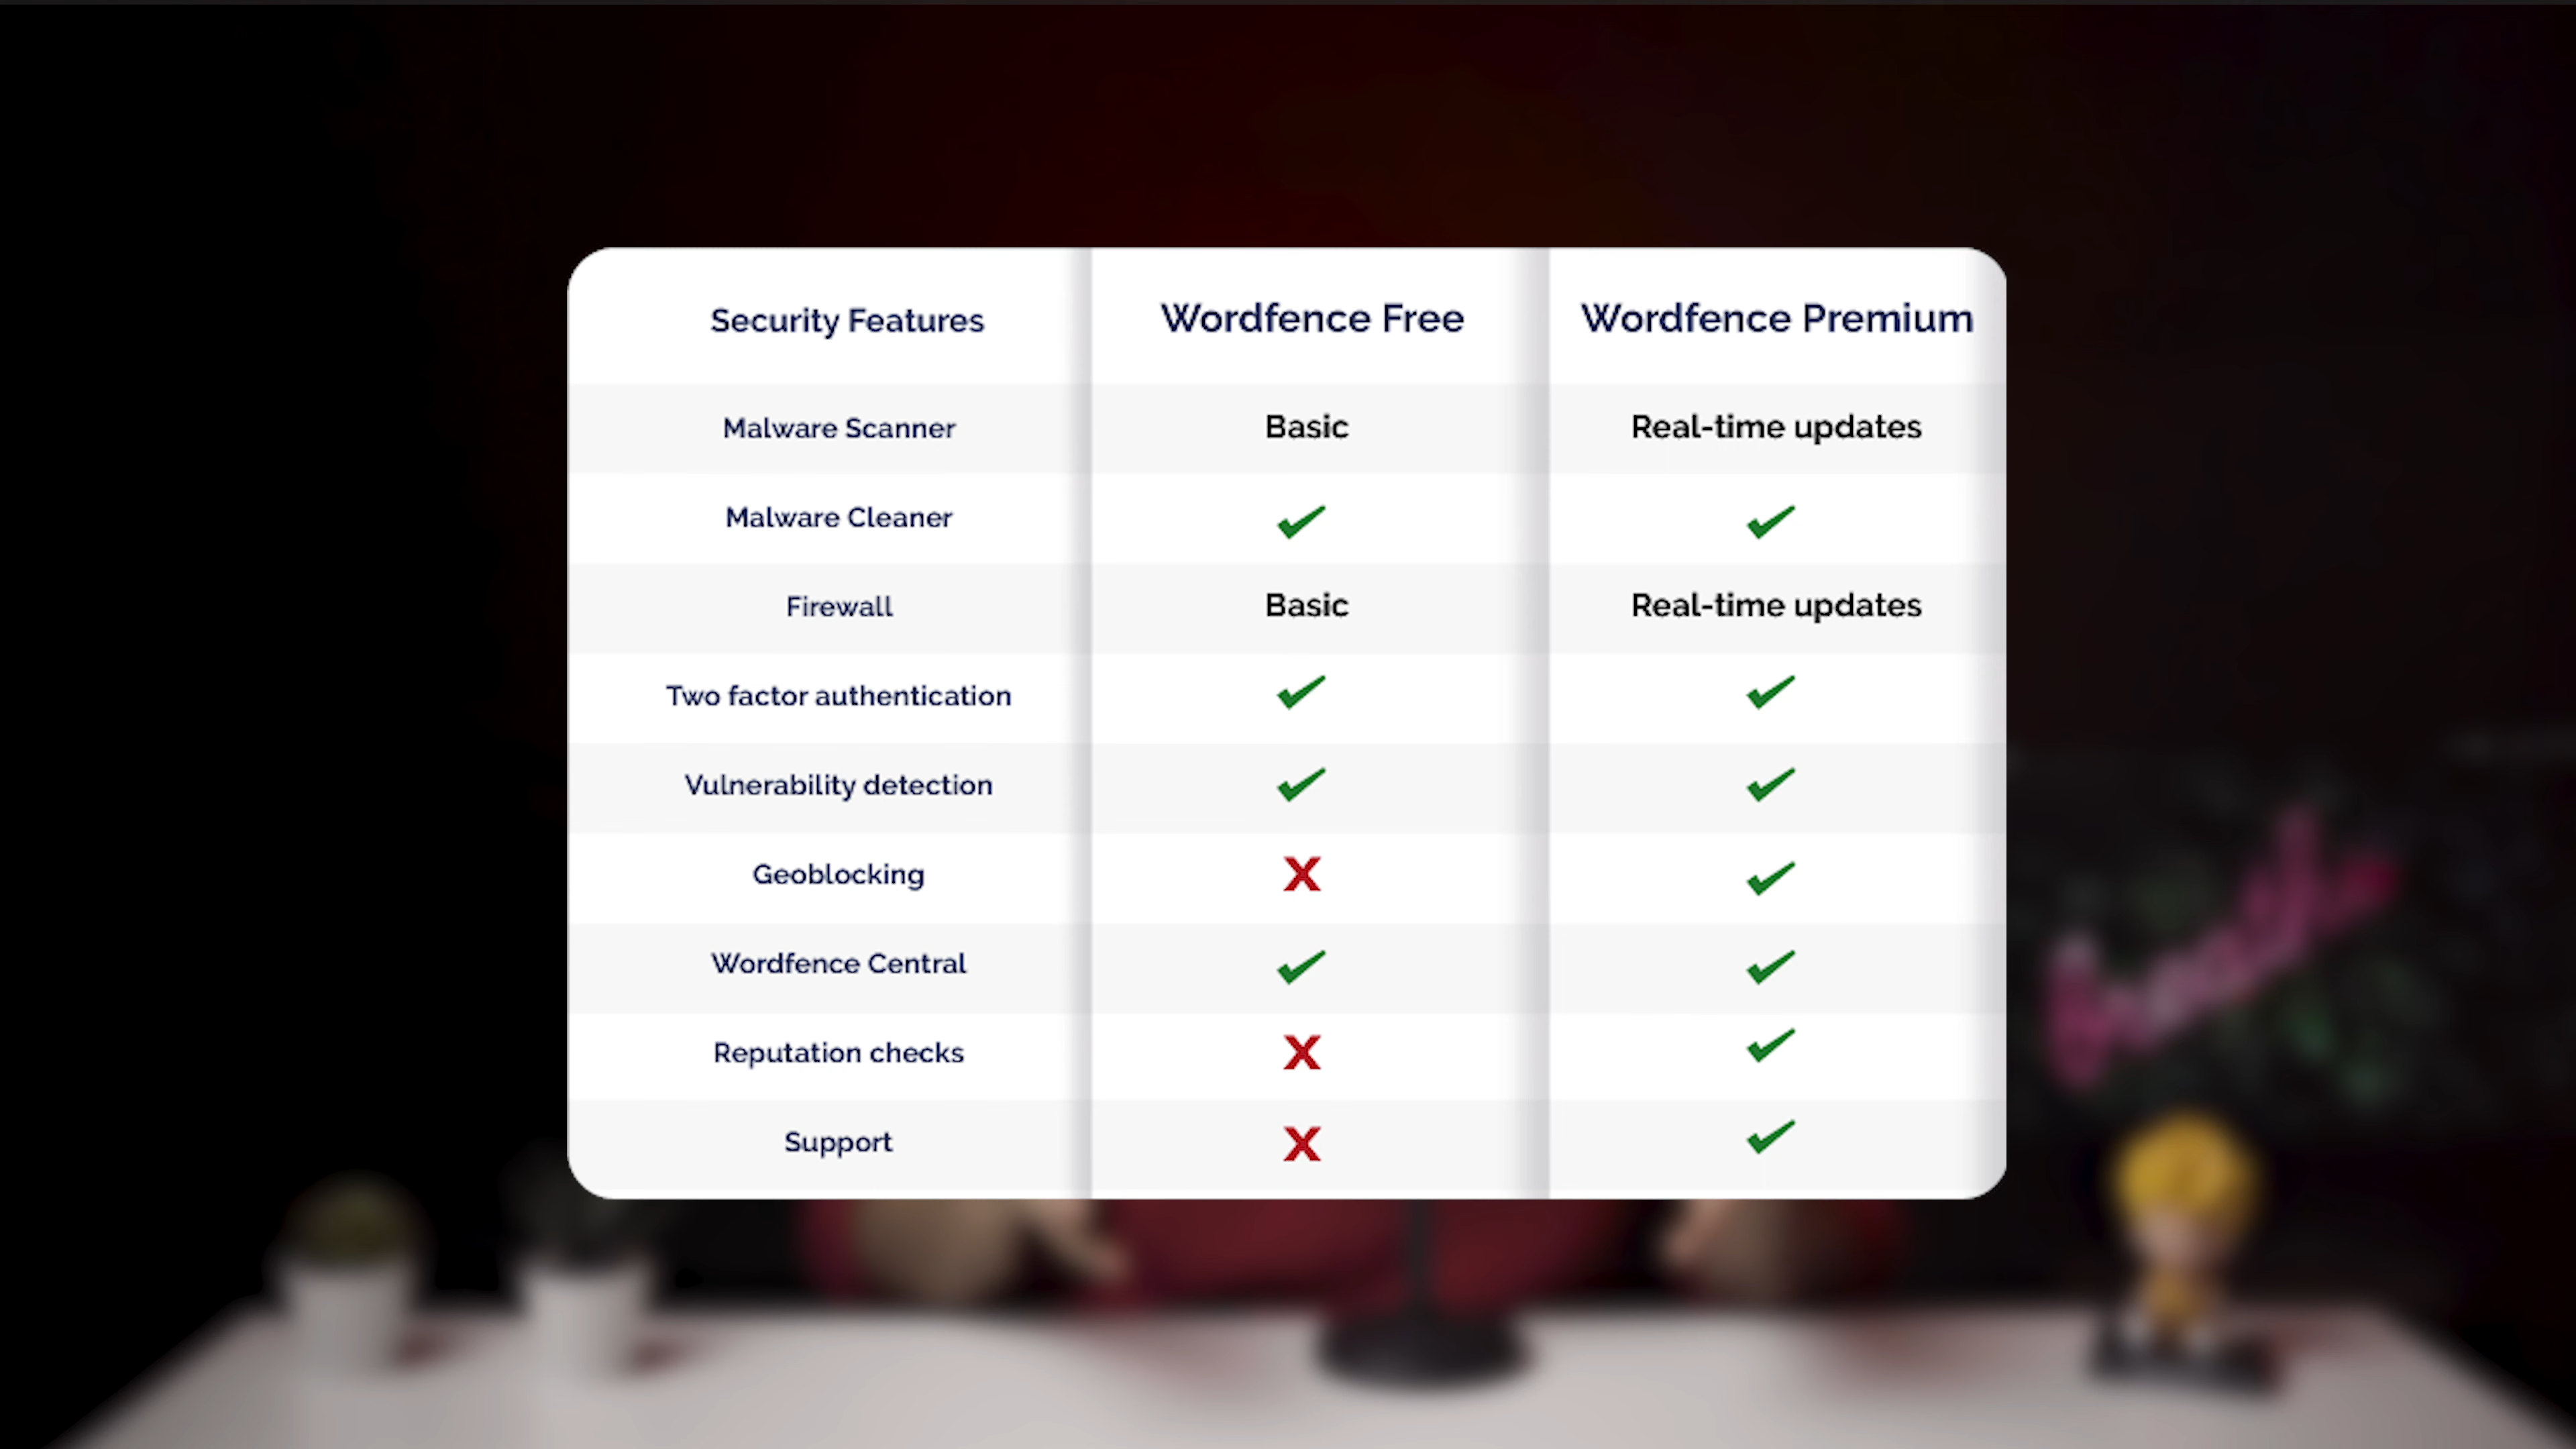 Security Features Wordfence Free Wordfence Premium
Malware Scanner Basic Real-time updates
Malware Cleaner ✓ ✓
Firewall Basic Real-time updates
Two factor authentication ✓ ✓
Vulnerability detection ✓ ✓
Geoblocking X ✓
Wordfence Central ✓ ✓
Reputation checks X ✓
Support X ✓